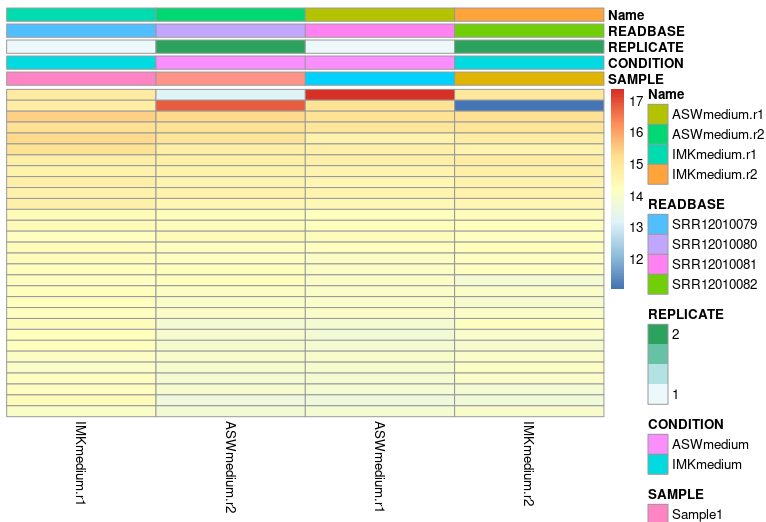 Name
READBASE
REPLICATE
CONDITION
SAMPLE
17
16
15
14
13
12
Name
ASWmedium.r1
ASWmedium.r2
IMKmedium.r1
IMKmedium.r2
READBASE
SRR12010079
SRR12010080
SRR12010081
SRR12010082
REPLICATE
2
1
CONDITION
ASWmedium
IMKmedium
SAMPLE
Sample1
IMKmedium.r1
ASWmedium.r2
ASWmedium.r1
IMKmedium.r2